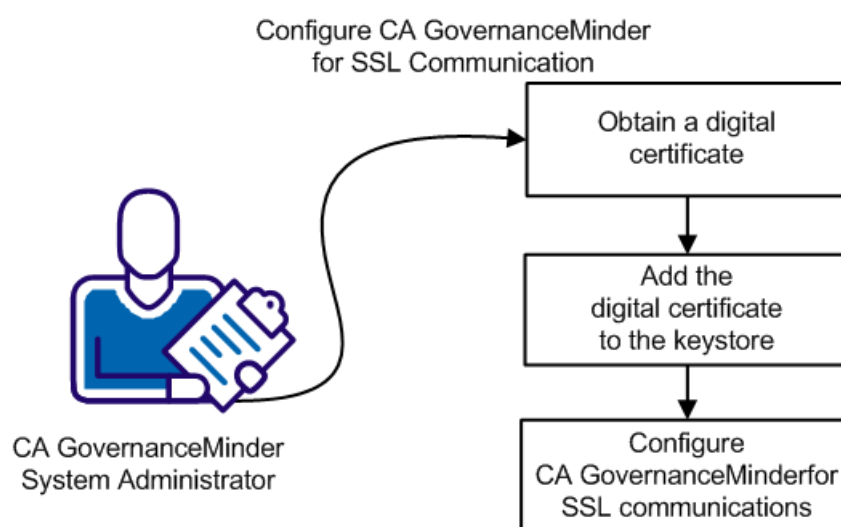 Configure CA GovernanceMinder
for SSL Communication
Obtain a digital
certificate
Add the
digital certificate
to the keystore
Configure
CA GovernanceMinderfor
SSL communications
CA GovernanceMinder
System Administrator